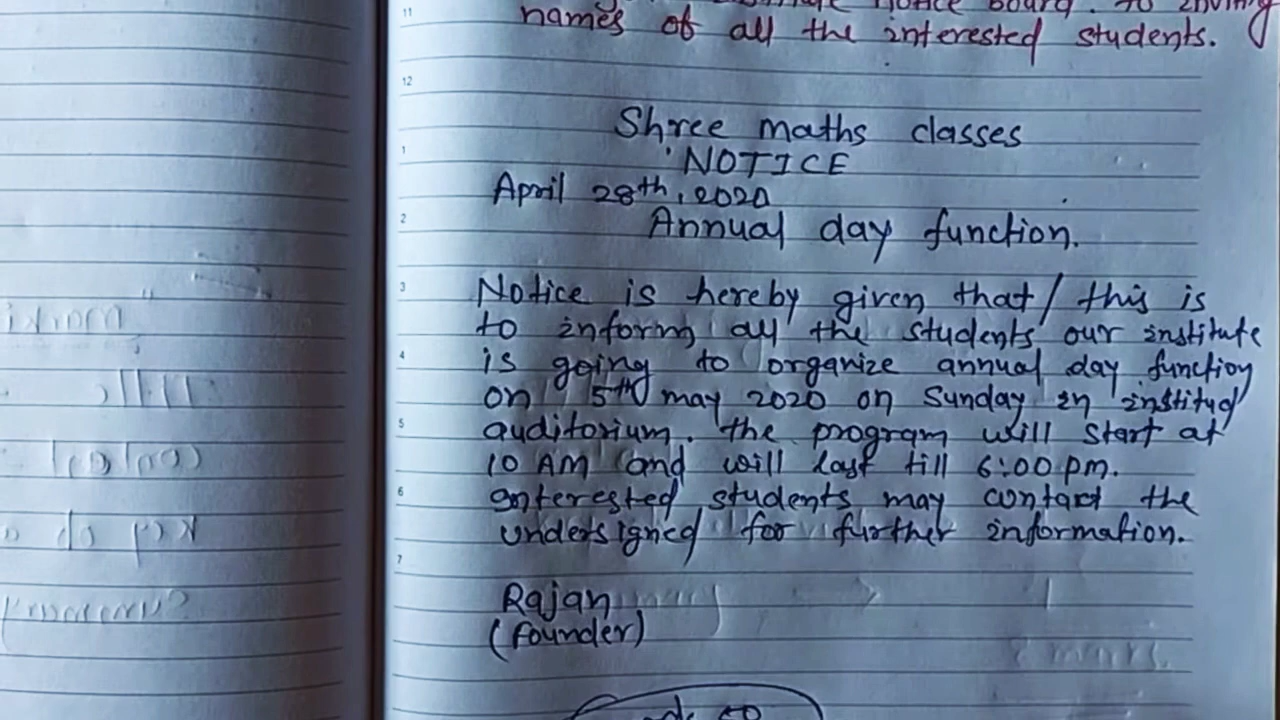 notice board. to
names of all the interested students.
Shree maths classes
NOTICE
April 28th, 2020
Annual day function.
Notice is hereby given that / this is
to inform all the students our institute
is going to organize annual day function
on 5th may 2020 on Sunday in
auditorium. The program will start at
10 AM and will last till 6:00 pm.
Interested students may contact the
undersigned for further information.
Rajan
(founder)